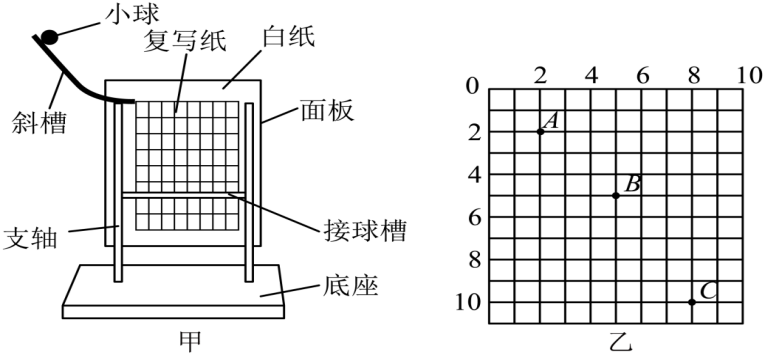 小球
复写纸
白纸
斜槽
面板
支轴
接球槽
底座
甲
0 2 4 6 8 10
2
4
6
8
10
A
B
C
乙